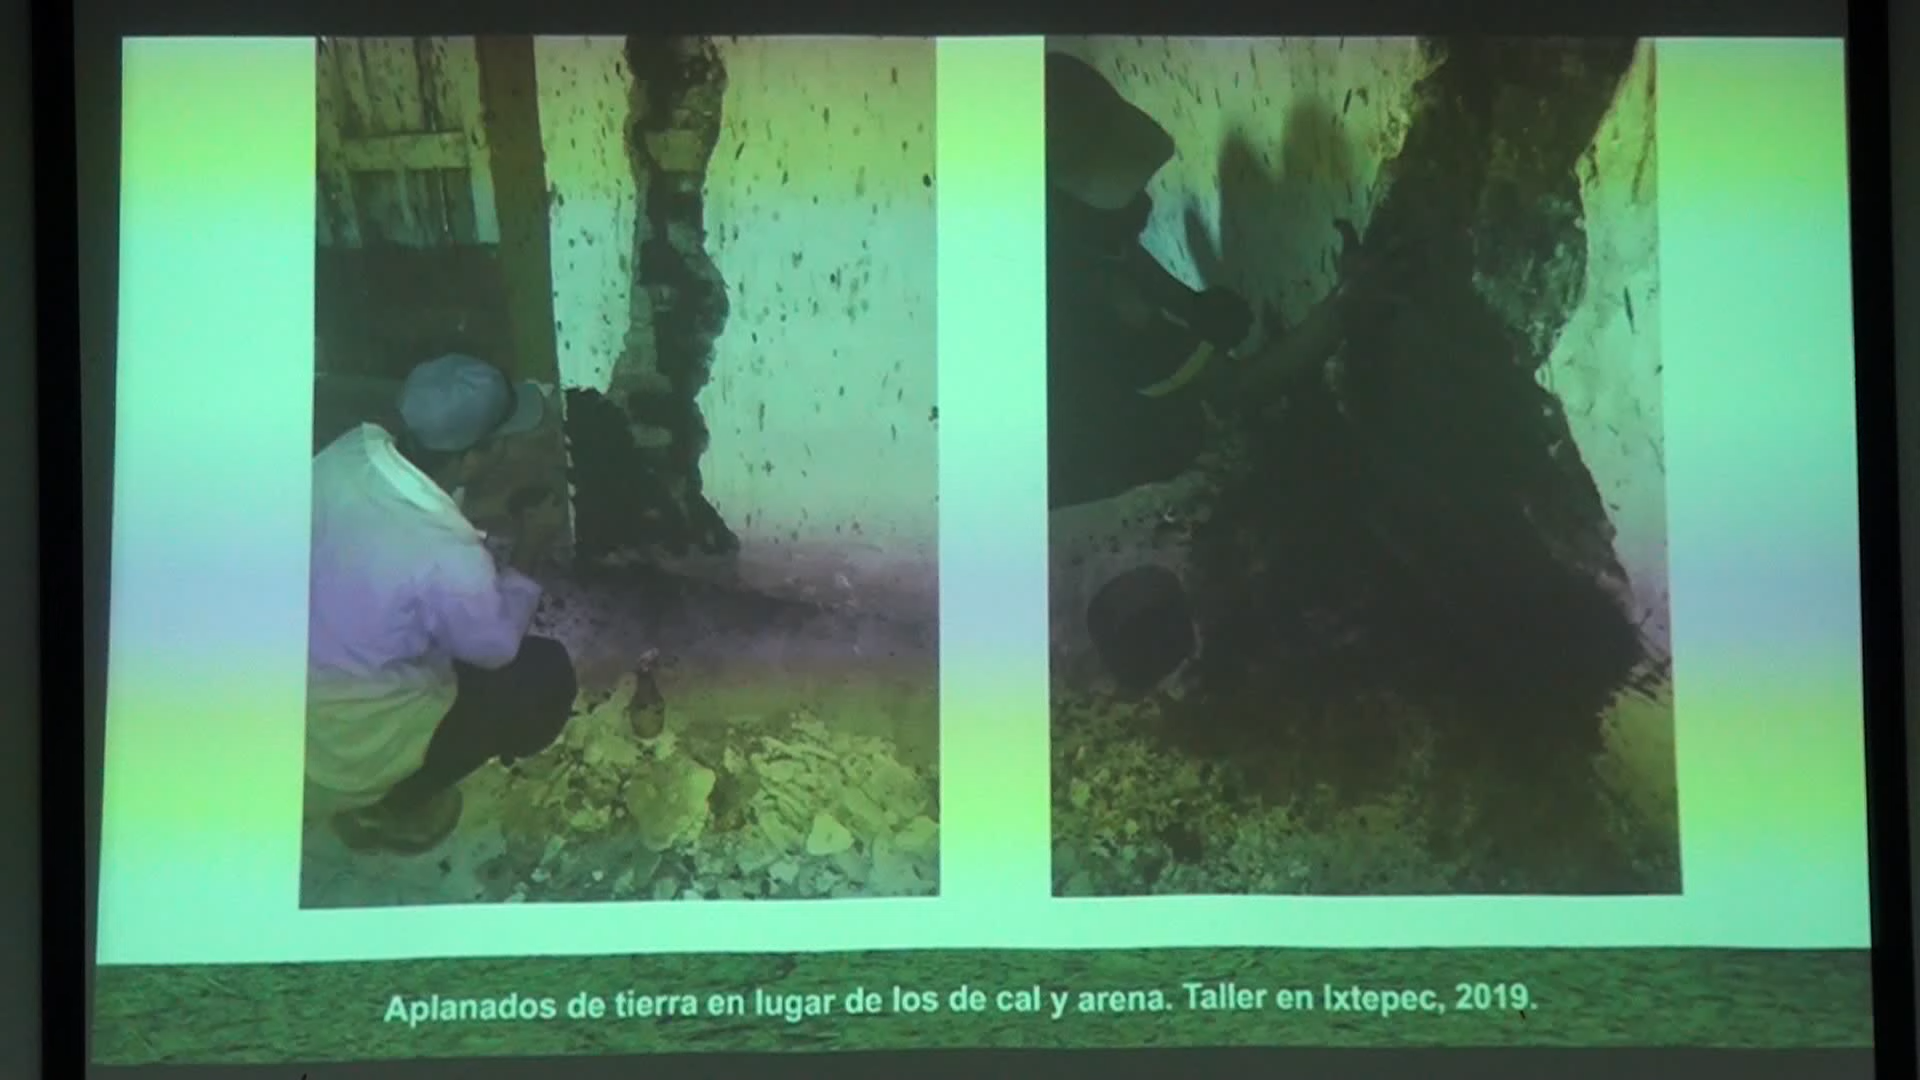 Aplanados de tierra en lugar de los de cal y arena. Taller en Ixtepec, 2019.